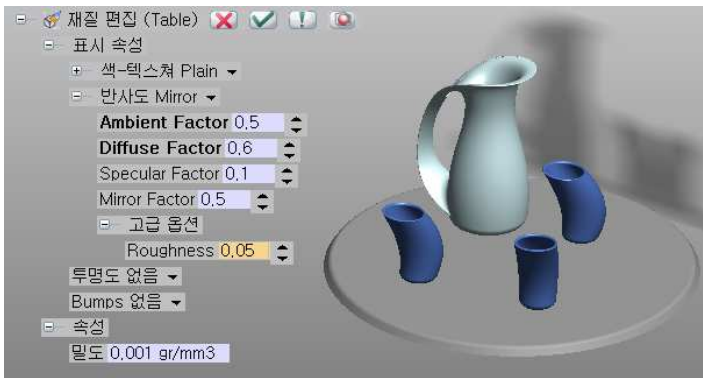 재질 편집 (Table)
표시 속성
색-텍스쳐 Plain
반사도 Mirror
Ambient Factor 0.5
Diffuse Factor 0.6
Specular Factor 0.1
Mirror Factor 0.5
고급 옵션
Roughness 0.05
투명도 없음
Bumps 없음
속성
밀도 0.001 gr/mm3